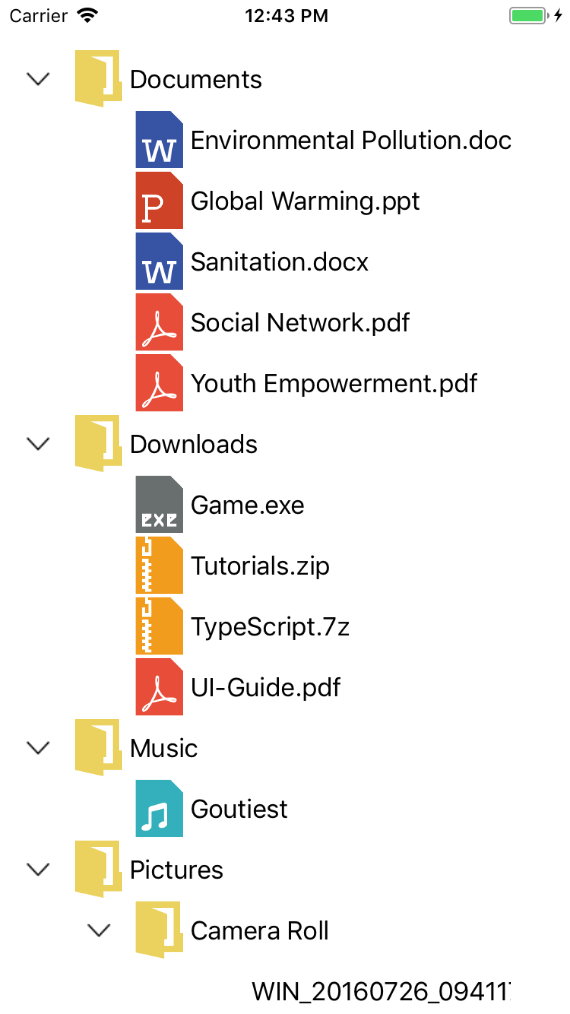 Carrier 12:43 PM
Documents
W Environmental Pollution.doc
P Global Warming.ppt
W Sanitation.docx
Social Network.pdf
Youth Empowerment.pdf
Downloads
EXE Game.exe
Tutorials.zip
TypeScript.7z
UI-Guide.pdf
Music
Goutiest
Pictures
Camera Roll
WIN_20160726_09411